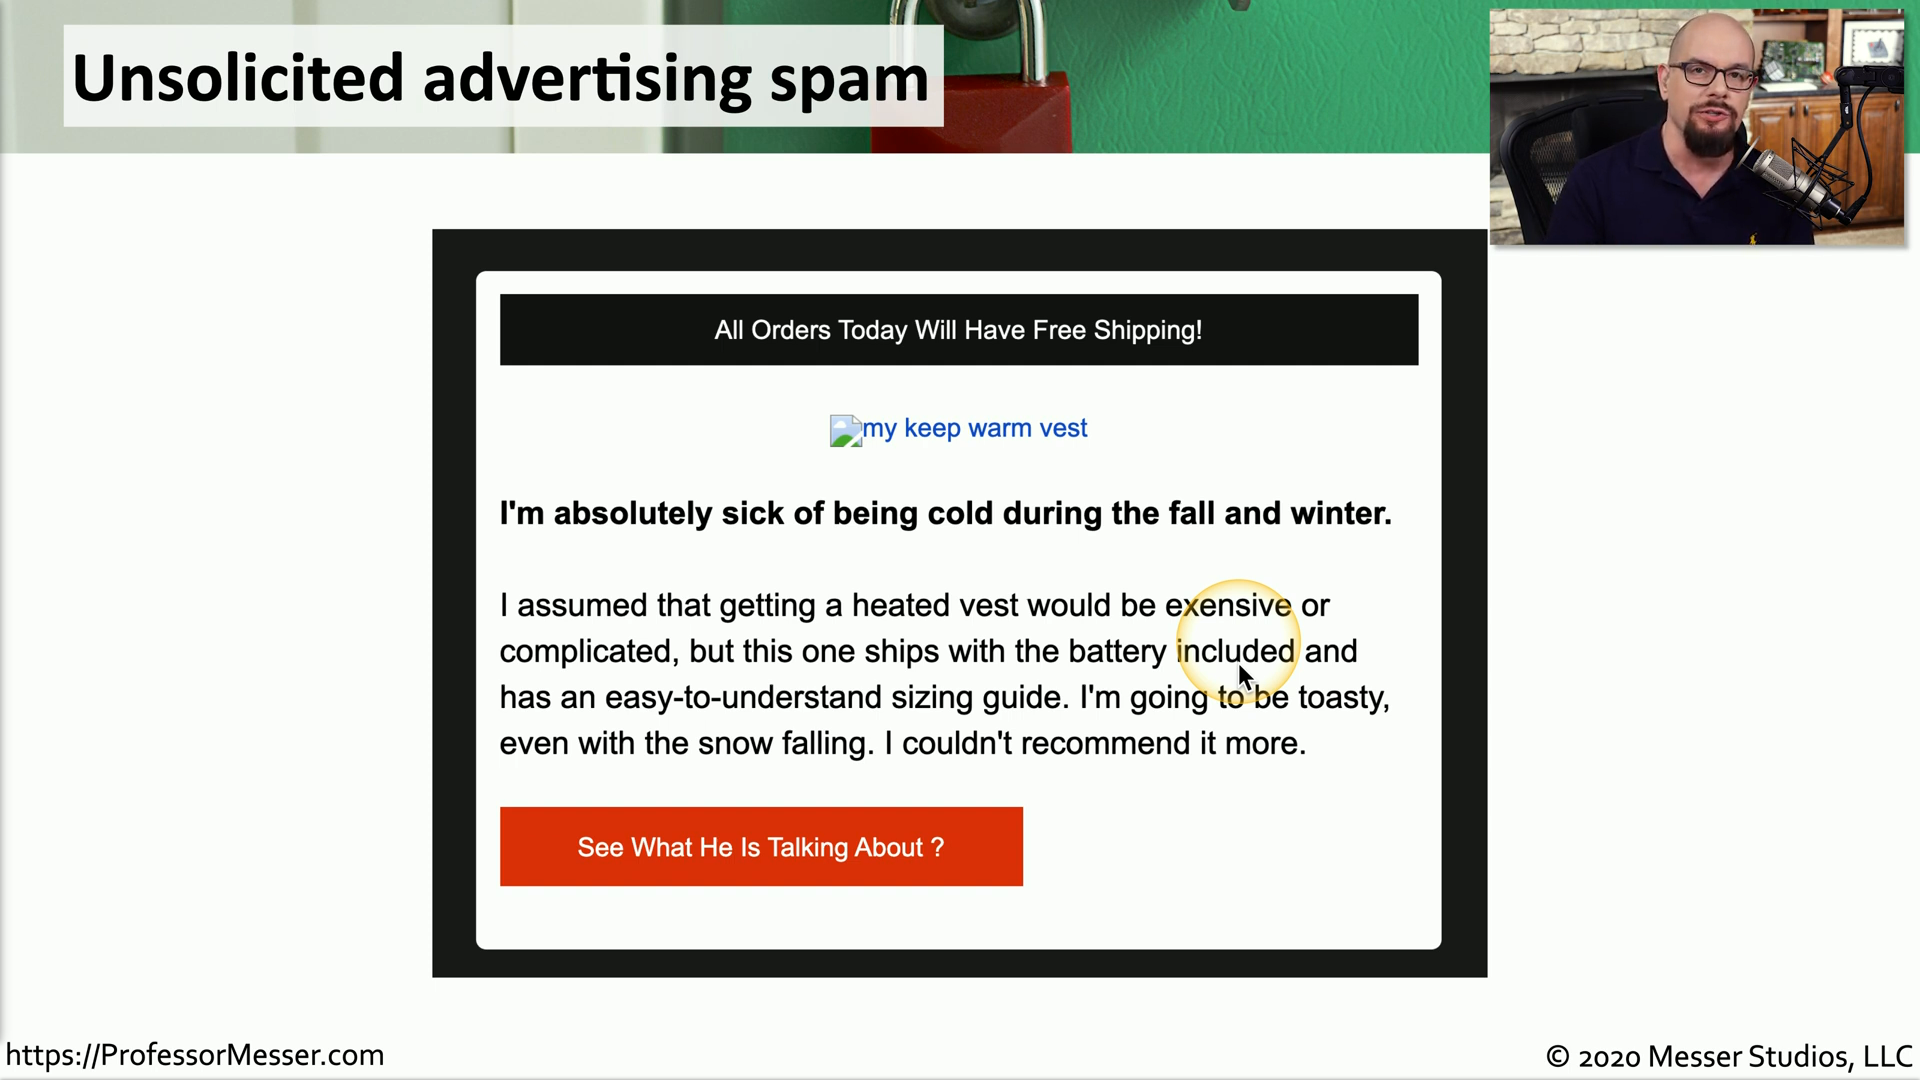 Unsolicited advertising spam
All Orders Today Will Have Free Shipping!
my keep warm vest
I'm absolutely sick of being cold during the fall and winter.
I assumed that getting a heated vest would be exensive or
complicated, but this one ships with the battery included and
has an easy-to-understand sizing guide. I'm going to be toasty,
even with the snow falling. I couldn't recommend it more.
See What He Is Talking About ?
https://ProfessorMesser.com
© 2020 Messer Studios, LLC